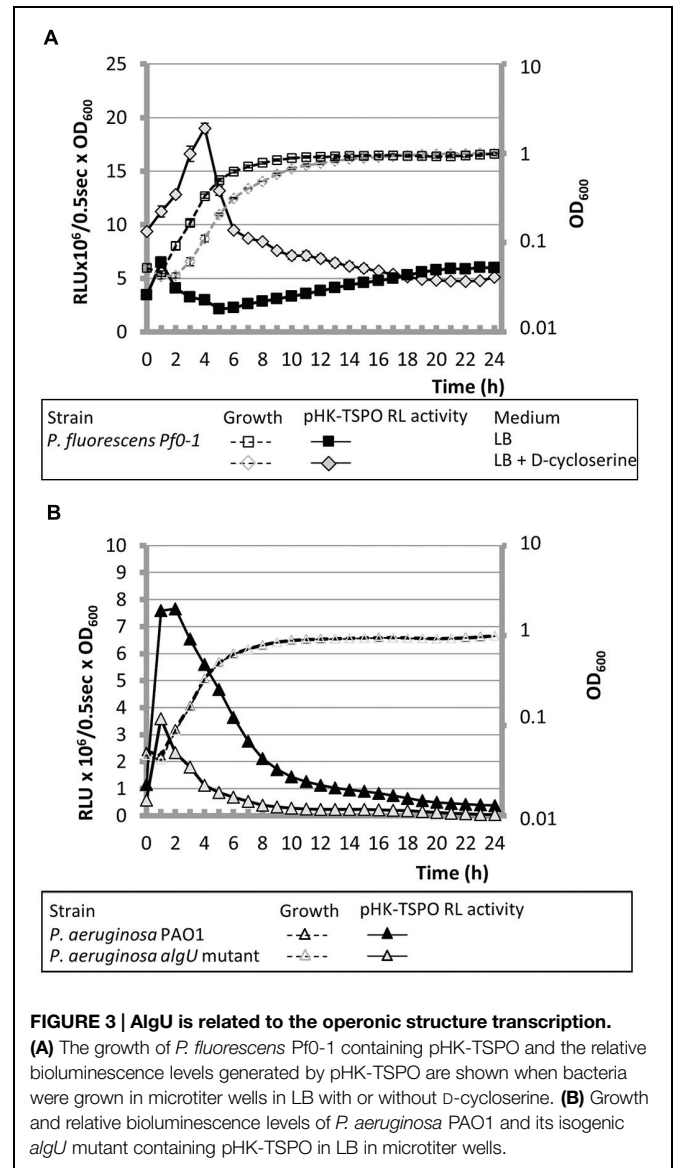 A
25
20
15
10
5
0
RLUx10⁶/0.5sec x OD₆₀₀
10
1
0.1
0.01
OD₆₀₀
0 2 4 6 8 10 12 14 16 18 20 22 24
Time (h)
Strain Growth pHK-TSPO RL activity Medium
P. fluorescens Pf0-1 LB
LB + D-cycloserine
B
10
9
8
7
6
5
4
3
2
1
0
RLU x 10⁶/0.5sec x OD₆₀₀
10
1
0.1
0.01
OD₆₀₀
0 2 4 6 8 10 12 14 16 18 20 22 24
Time (h)
Strain Growth pHK-TSPO RL activity
P. aeruginosa PAO1
P. aeruginosa algU mutant
FIGURE 3 | AlgU is related to the operonic structure transcription.
(A) The growth of P. fluorescens Pf0-1 containing pHK-TSPO and the relative
bioluminescence levels generated by pHK-TSPO are shown when bacteria
were grown in microtiter wells in LB with or without D-cycloserine. (B) Growth
and relative bioluminescence levels of P. aeruginosa PAO1 and its isogenic
algU mutant containing pHK-TSPO in LB in microtiter wells.